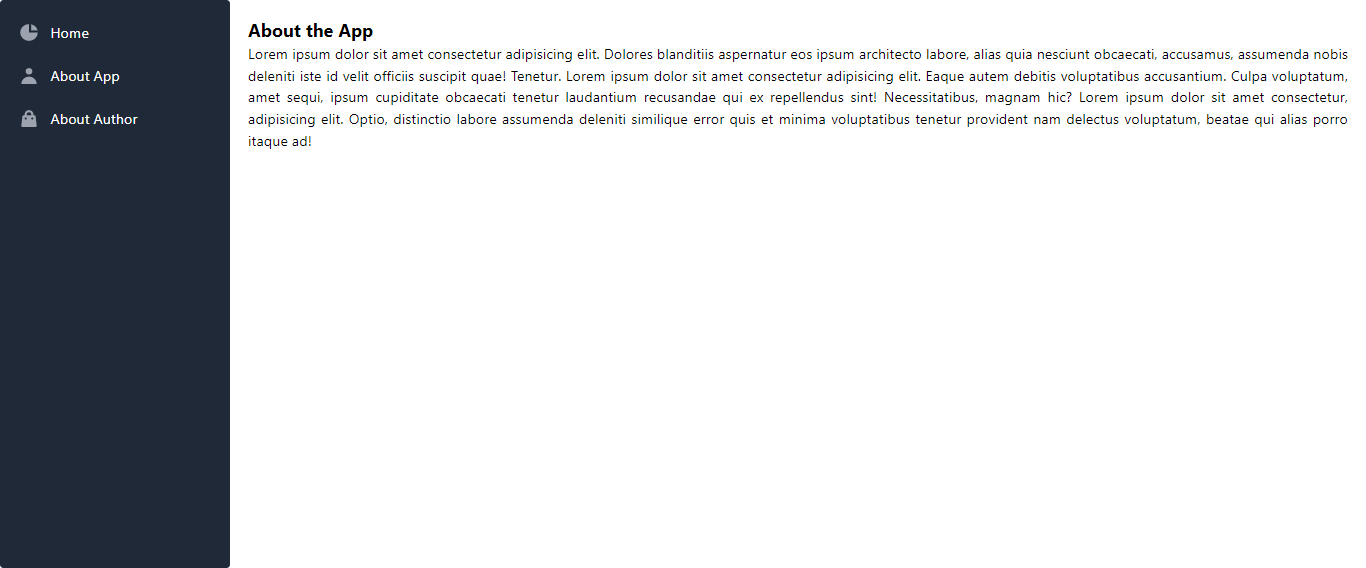 Home
About App
About Author
About the App
Lorem ipsum dolor sit amet consectetur adipisicing elit. Dolores blanditiis aspernatur eos ipsum architecto labore, alias quia nesciunt obcaecati, accusamus, assumenda nobis
deleniti iste id velit officiis suscipit quae! Tenetur. Lorem ipsum dolor sit amet consectetur adipisicing elit. Eaque autem debitis voluptatibus accusantium. Culpa voluptatum,
amet sequi, ipsum cupiditate obcaecati tenetur laudantium recusandae qui ex repellendus sint! Necessitatibus, magnam hic? Lorem ipsum dolor sit amet consectetur,
adipisicing elit. Optio, distinctio labore assumenda deleniti similique error quis et minima voluptatibus tenetur provident nam delectus voluptatum, beatae qui alias porro
itaque ad!